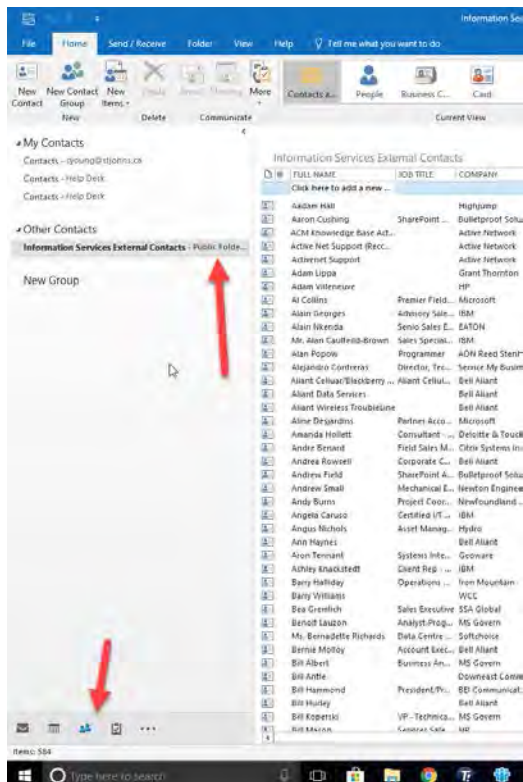 Information Se
File Home Send / Receive Folder View Help Tell me what you want to do
New Contact New Contact Group New Items Delete More Contacts a... People Business C... Card
New Delete Communicate Current View
My Contacts
Contacts - @stjohns.ca
Contacts - Help Desk
Contacts - Help Desk
Other Contacts
Information Services External Contacts - Public Folde...
New Group
Information Services External Contacts
FULL NAME JOB TITLE COMPANY
Click here to add a new ...
Aadam Hall Highjump
Aaron Cushing SharePoint ... Bulletproof Solu
ACM Knowledge Base Act... Active Network
Active Net Support (Recc... Active Network
Activenet Support Active Network
Adam Lippa Grant Thornton
Adam Villeneuve HP
Al Collins Premier Field... Microsoft
Alain Georges Advisory Sale... IBM
Alain Nkenda Senio Sales E... EATON
Mr. Alan Caulfeild-Brown Sales Special... IBM
Alan Popow Programmer AON Reed Stenh
Alejandro Contreras Director, Tec... Service My Busin
Aliant Celluar/Blackberry ... Aliant Cellul... Bell Aliant
Aliant Data Services Bell Aliant
Aliant Wireless TroubleLine Bell Aliant
Aline Desjardins Partner Acco... Microsoft
Amanda Hollett Consultant - ... Deloitte & Touch
Andre Benard Field Sales M... Citrix Systems Inc
Andrea Rowsell Corporate C... Bell Aliant
Andress Field SharePoint A... Bulletproof Solu
Andrew Small Mechanical E... Newton Enginee
Andy Burns Project Coor... Newfoundland ...
Angela Caruso Certified I/T ... IBM
Angus Nichols Asset Manag... Hydro
Ann Haynes Bell Aliant
Aron Tennant Systems Inte... Geoware
Ashley Knackstedt Client Rep - ... IBM
Barry Halliday Operations ... Iron Mountain
Barry Williams WCC
Bea Gremlich Sales Executive SSA Global
Benoit Lauzon Analyst-Prog... MS Govern
Ms. Bernadette Richards Data Centre ... Softchoice
Bernie Molloy Account Exec... Bell Aliant
Bill Albert Business An... MS Govern
Bill Antle Downeast Comm
Bill Hammond President/Pr... BEI Communicat
Bill Hurley Bell Aliant
Bill Koperski VP - Technica... MS Govern
Bill Macon
Items: 584
Type here to search